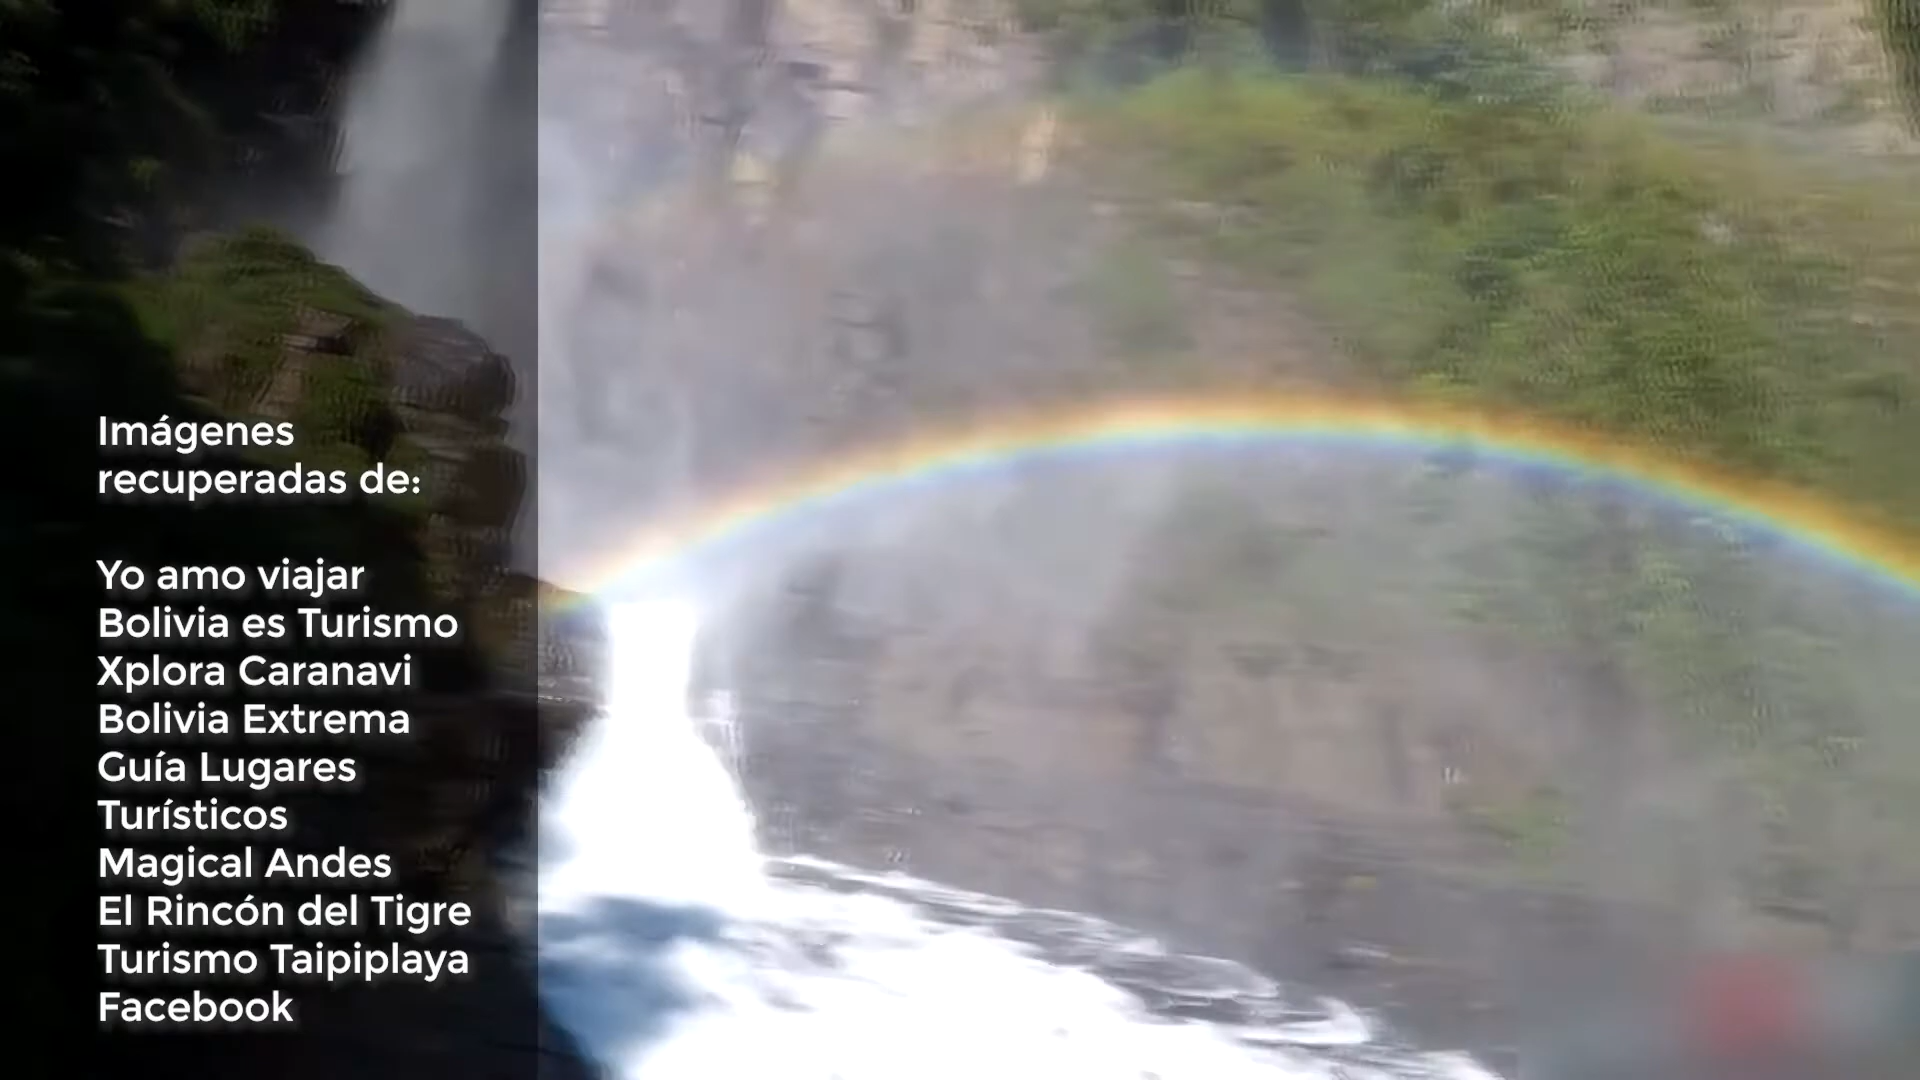 Imágenes
recuperadas de:
Yo amo viajar
Bolivia es Turismo
Xplora Caranavi
Bolivia Extrema
Guía Lugares
Turísticos
Magical Andes
El Rincón del Tigre
Turismo Taipiplaya
Facebook